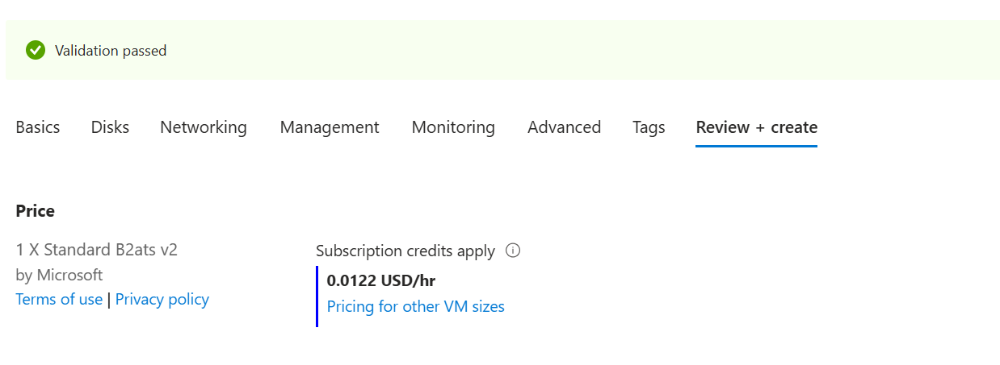 Validation passed
Basics Disks Networking Management Monitoring Advanced Tags Review + create
Price
1 X Standard B2ats v2
by Microsoft
Terms of use | Privacy policy
Subscription credits apply
0.0122 USD/hr
Pricing for other VM sizes